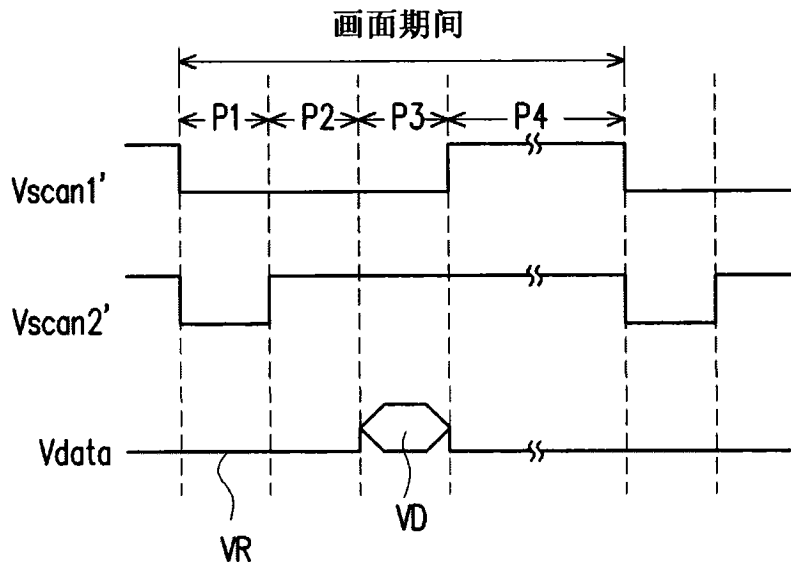 画面期间
P1 P2 P3 P4
Vscan1'
Vscan2'
Vdata
VR
VD